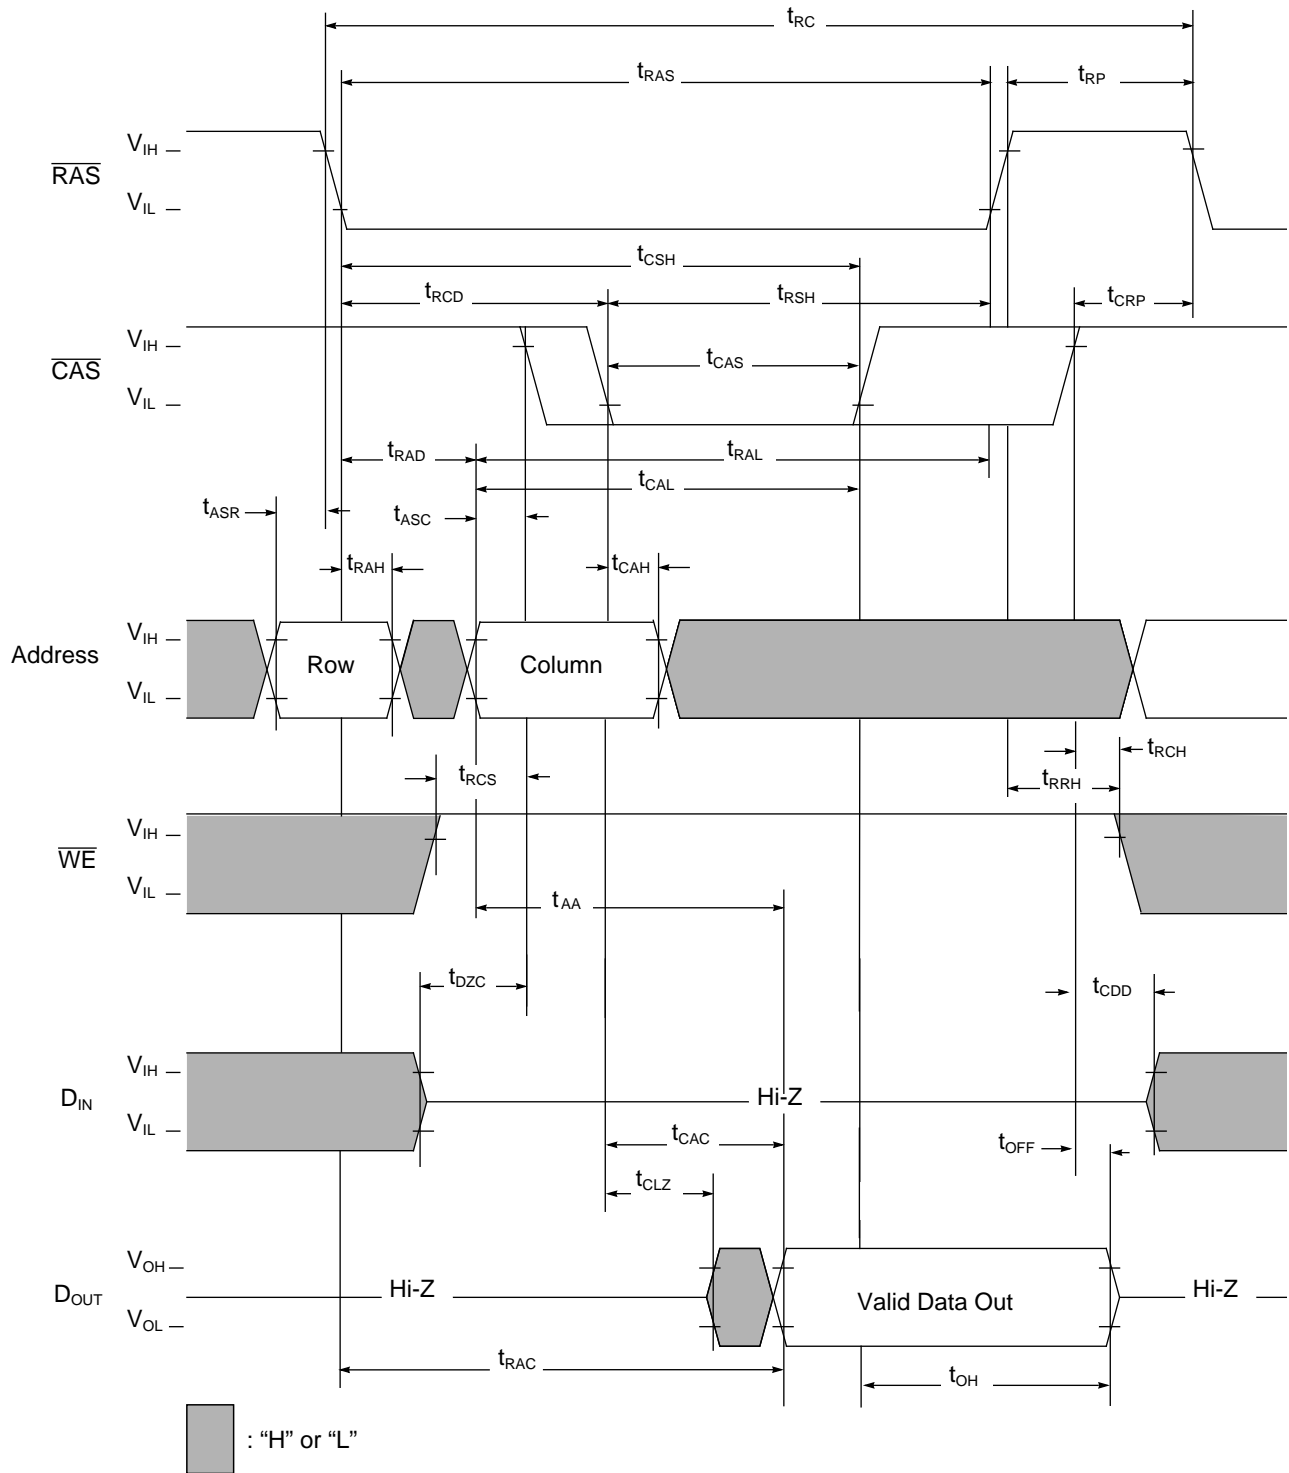 tRC
tRAS
tRP
RAS
VIH
VIL
tCSH
tRCD
tRSH
tCRP
CAS
VIH
VIL
tCAS
tRAD
tRAL
tCAL
tASR
tASC
tRAH
tCAH
Address
VIH
VIL
Row
Column
tRCH
tRCS
tRRH
WE
VIH
VIL
tAA
tDZC
tCDD
DIN
VIH
VIL
Hi-Z
tCAC
tOFF
tCLZ
DOUT
VOH
VOL
Hi-Z
Valid Data Out
Hi-Z
tRAC
tOH
: “H” or “L”